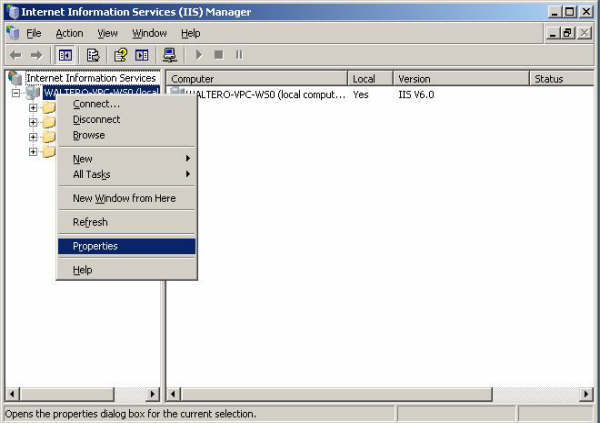 Internet Information Services (IIS) Manager
File Action View Window Help
Internet Information Services
Computer Local Version Status
WALTERO-VPC-W50 (local
WALTERO-VPC-W50 (local comput... Yes IIS V6.0
Connect...
Disconnect
Browse
New
All Tasks
New Window from Here
Refresh
Properties
Help
Opens the properties dialog box for the current selection.